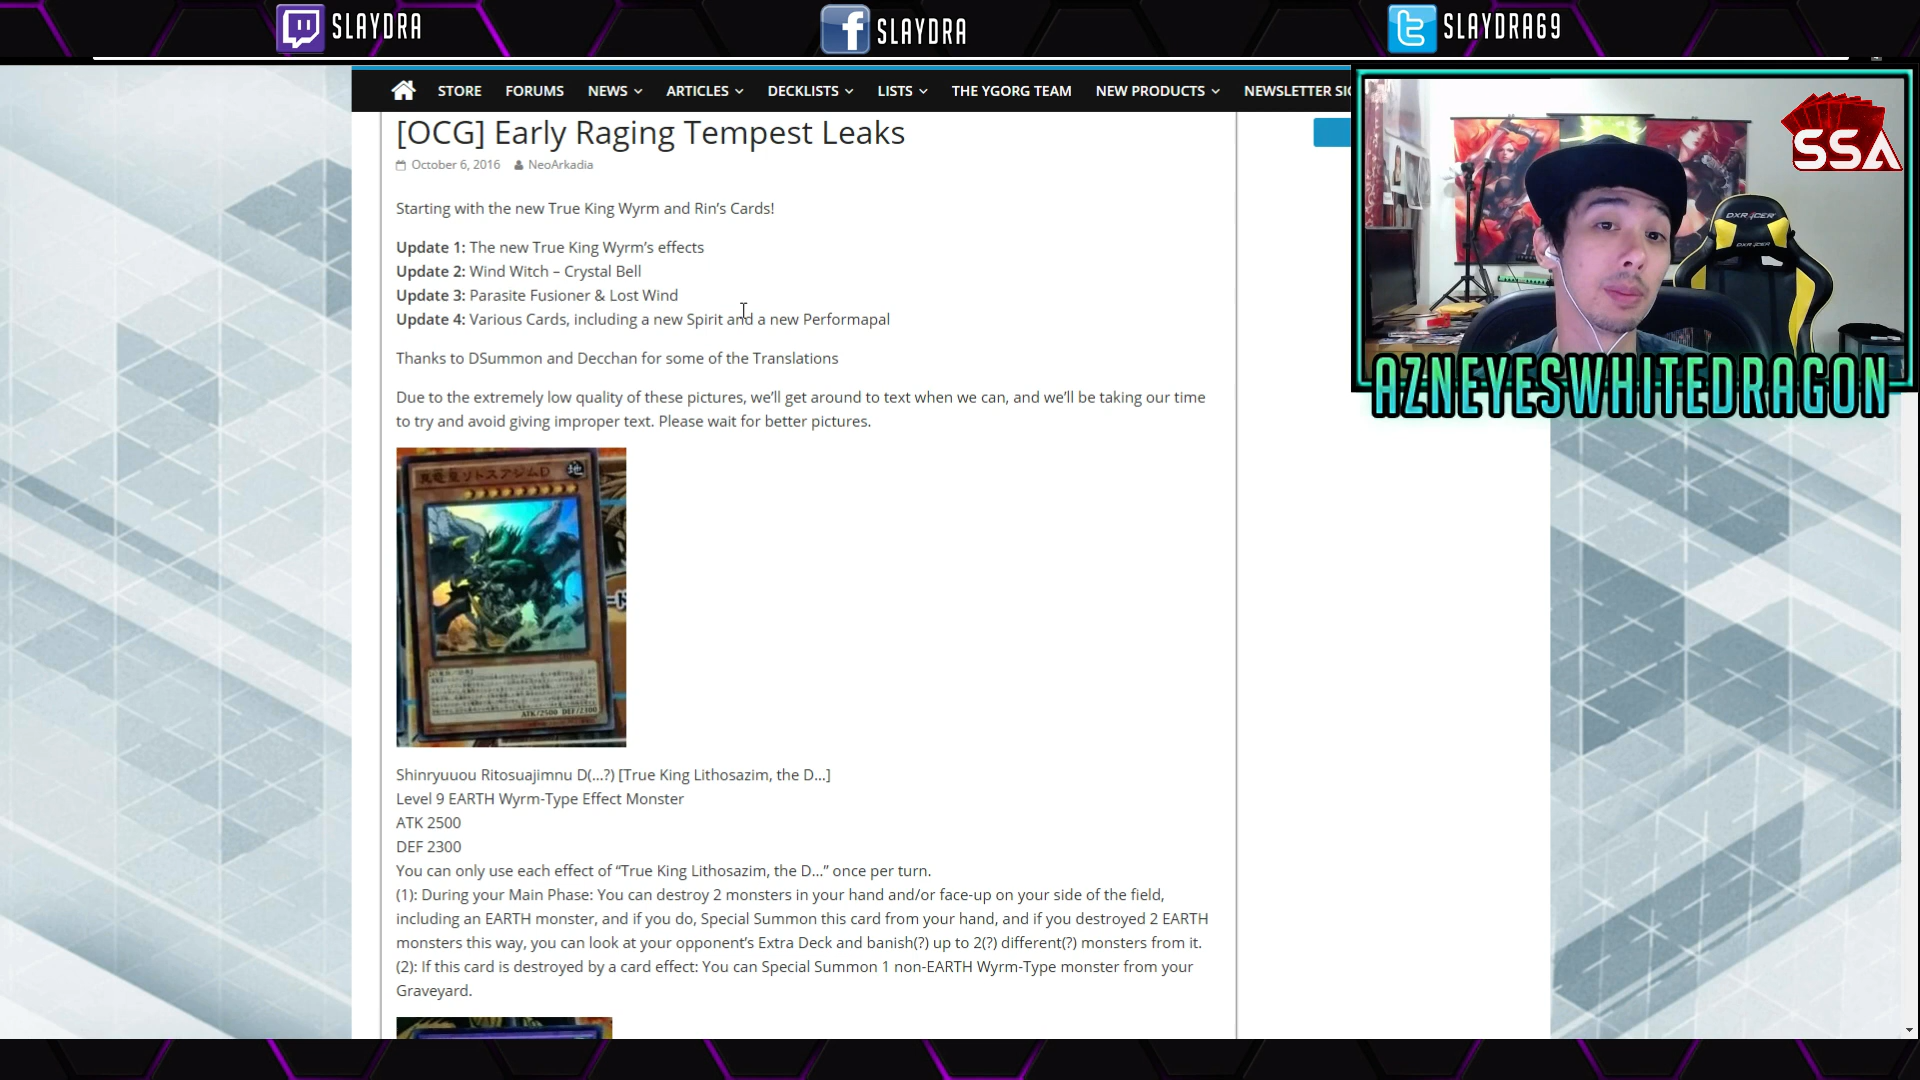 SLAYDRA
SLAYDRA
SLAYDRA69
STORE FORUMS NEWS ARTICLES DECKLISTS LISTS THE YGORG TEAM NEW PRODUCTS NEWSLETTER SIG
[OCG] Early Raging Tempest Leaks
October 6, 2016 NeoArkadia
Starting with the new True King Wyrm and Rin’s Cards!
Update 1: The new True King Wyrm’s effects
Update 2: Wind Witch – Crystal Bell
Update 3: Parasite Fusioner & Lost Wind
Update 4: Various Cards, including a new Spirit and a new Performapal
Thanks to DSummon and Decchan for some of the Translations
Due to the extremely low quality of these pictures, we’ll get around to text when we can, and we’ll be taking our time
to try and avoid giving improper text. Please wait for better pictures.
地
ATK/2500 DEF/2300
Shinryuuou Ritosuajimnu D(…?) [True King Lithosazim, the D…]
Level 9 EARTH Wyrm-Type Effect Monster
ATK 2500
DEF 2300
You can only use each effect of “True King Lithosazim, the D…” once per turn.
(1): During your Main Phase: You can destroy 2 monsters in your hand and/or face-up on your side of the field,
including an EARTH monster, and if you do, Special Summon this card from your hand, and if you destroyed 2 EARTH
monsters this way, you can look at your opponent’s Extra Deck and banish(?) up to 2(?) different(?) monsters from it.
(2): If this card is destroyed by a card effect: You can Special Summon 1 non-EARTH Wyrm-Type monster from your
Graveyard.
SSA
DXRACER
DXRACER
AZNEYESWHITEDRAGON